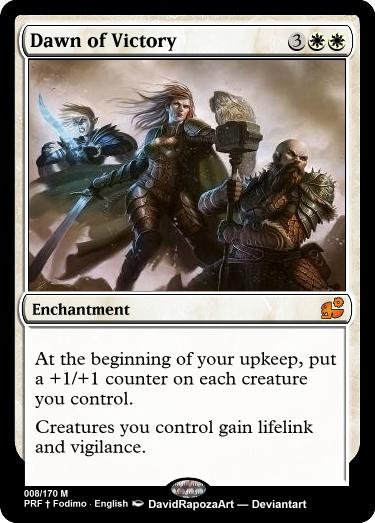 Dawn of Victory 3
Enchantment
At the beginning of your upkeep, put
a +1/+1 counter on each creature
you control.
Creatures you control gain lifelink
and vigilance.
008/170 M
PRF † Fodimo · English DavidRapozaArt — Deviantart